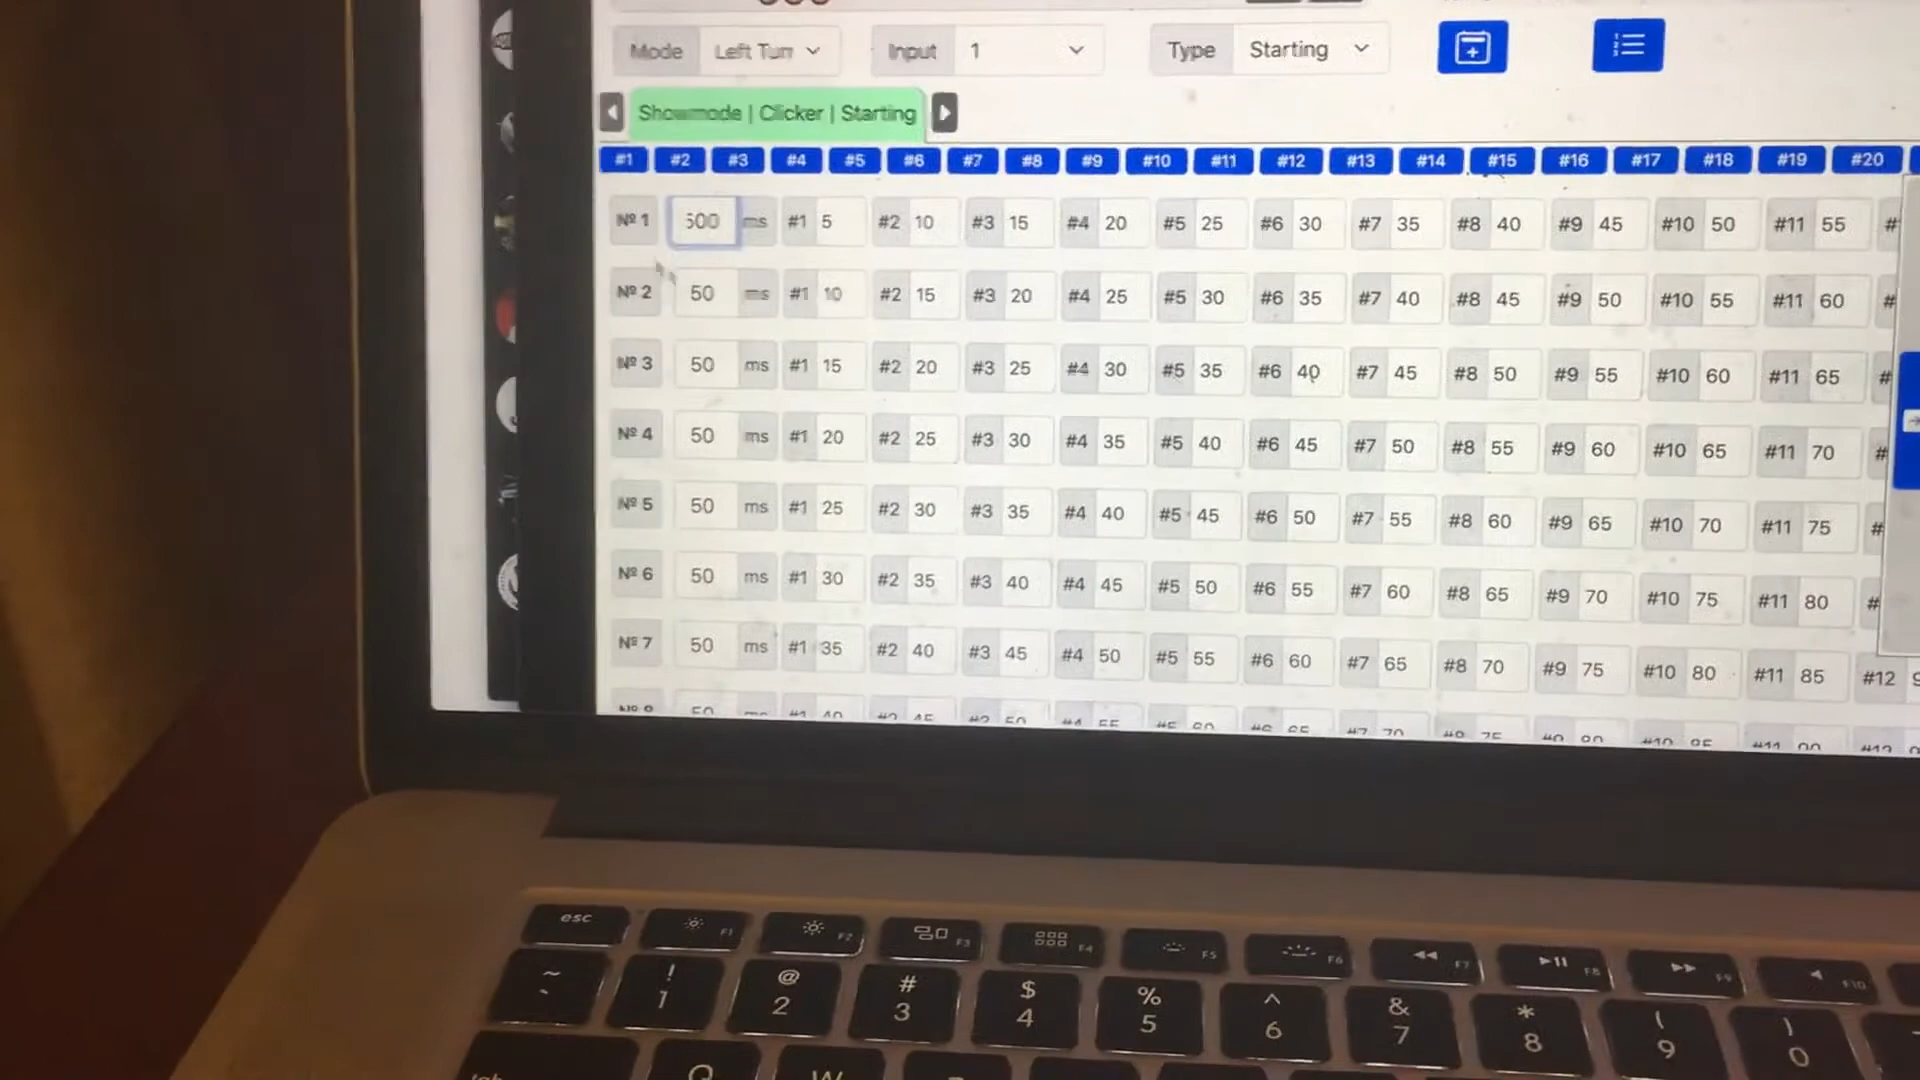 Mode Left Turr Input 1 Type Starting
Showmode | Clicker | Starting
#1 #2 #3 #4 #5 #6 #7 #8 #9 #10 #11 #12 #13 #14 #15 #16 #17 #18 #19 #20
Nº 1 500 ms #1 5 #2 10 #3 15 #4 20 #5 25 #6 30 #7 35 #8 40 #9 45 #10 50 #11 55 #
Nº 2 50 ms #1 10 #2 15 #3 20 #4 25 #5 30 #6 35 #7 40 #8 45 #9 50 #10 55 #11 60 #
Nº 3 50 ms #1 15 #2 20 #3 25 #4 30 #5 35 #6 40 #7 45 #8 50 #9 55 #10 60 #11 65 #
Nº 4 50 ms #1 20 #2 25 #3 30 #4 35 #5 40 #6 45 #7 50 #8 55 #9 60 #10 65 #11 70 #
Nº 5 50 ms #1 25 #2 30 #3 35 #4 40 #5 45 #6 50 #7 55 #8 60 #9 65 #10 70 #11 75 #
Nº 6 50 ms #1 30 #2 35 #3 40 #4 45 #5 50 #6 55 #7 60 #8 65 #9 70 #10 75 #11 80 #
Nº 7 50 ms #1 35 #2 40 #3 45 #4 50 #5 55 #6 60 #7 65 #8 70 #9 75 #10 80 #11 85 #12
esc F1 F2 F3 F4 F5 F6 F7 F8 F9 F10
~ ! @ # $ % ^ & * ( )
` 1 2 3 4 5 6 7 8 9 0
Q W